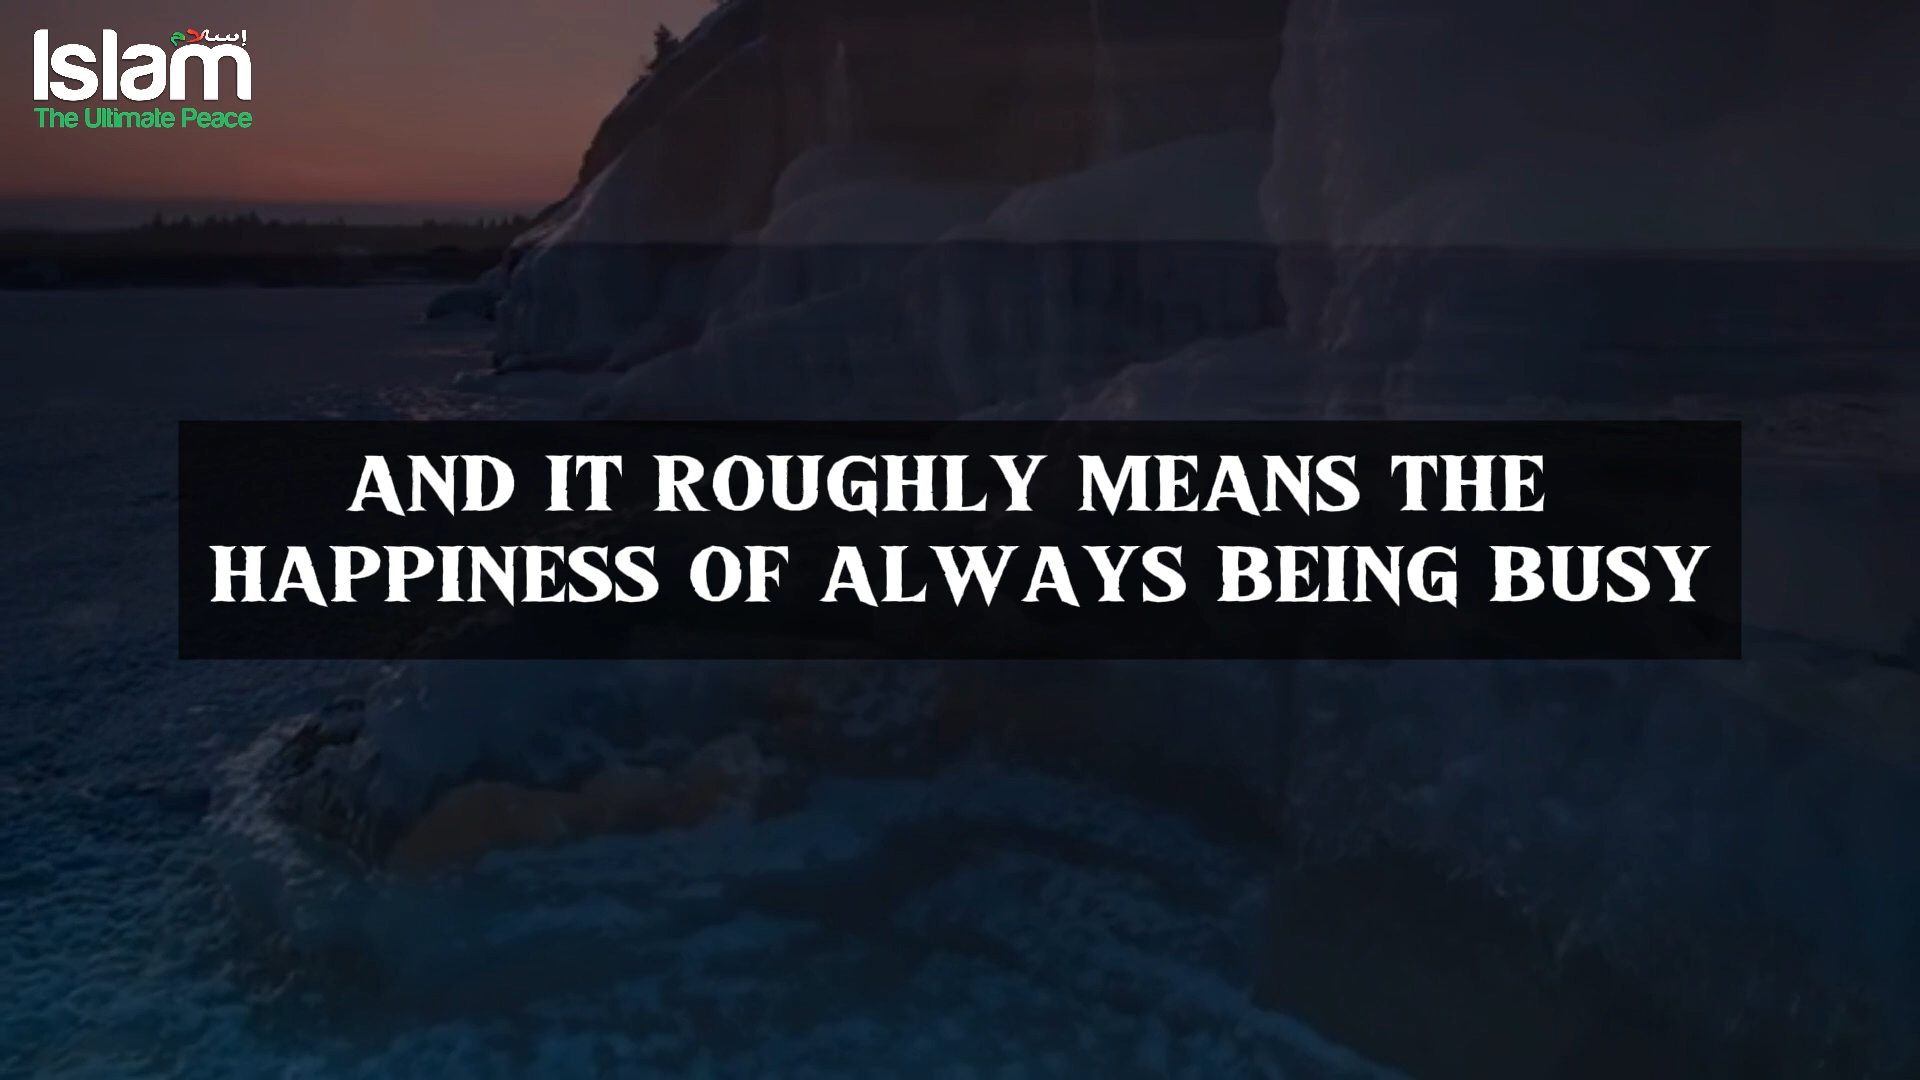 إسلام
Islam
The Ultimate Peace
AND IT ROUGHLY MEANS THE
HAPPINESS OF ALWAYS BEING BUSY